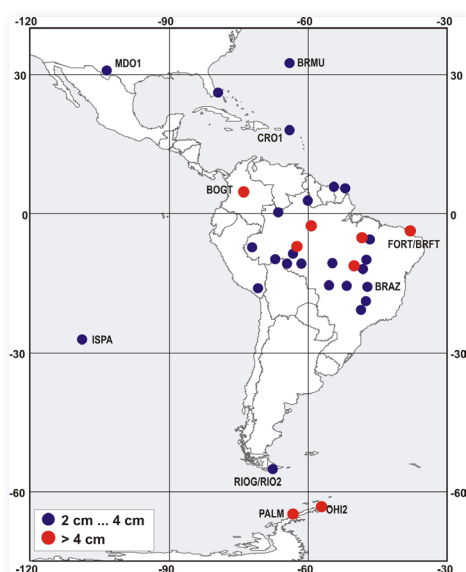 -120 -90 -60 -30
MDO1
BRMU
30 30
CRO1
BOGT
0 0
FORT/BRFT
BRAZ
ISPA
-30 -30
RIOG/RIO2
-60 -60
PALM OHI2
2 cm ... 4 cm
> 4 cm
-120 -90 -60 -30